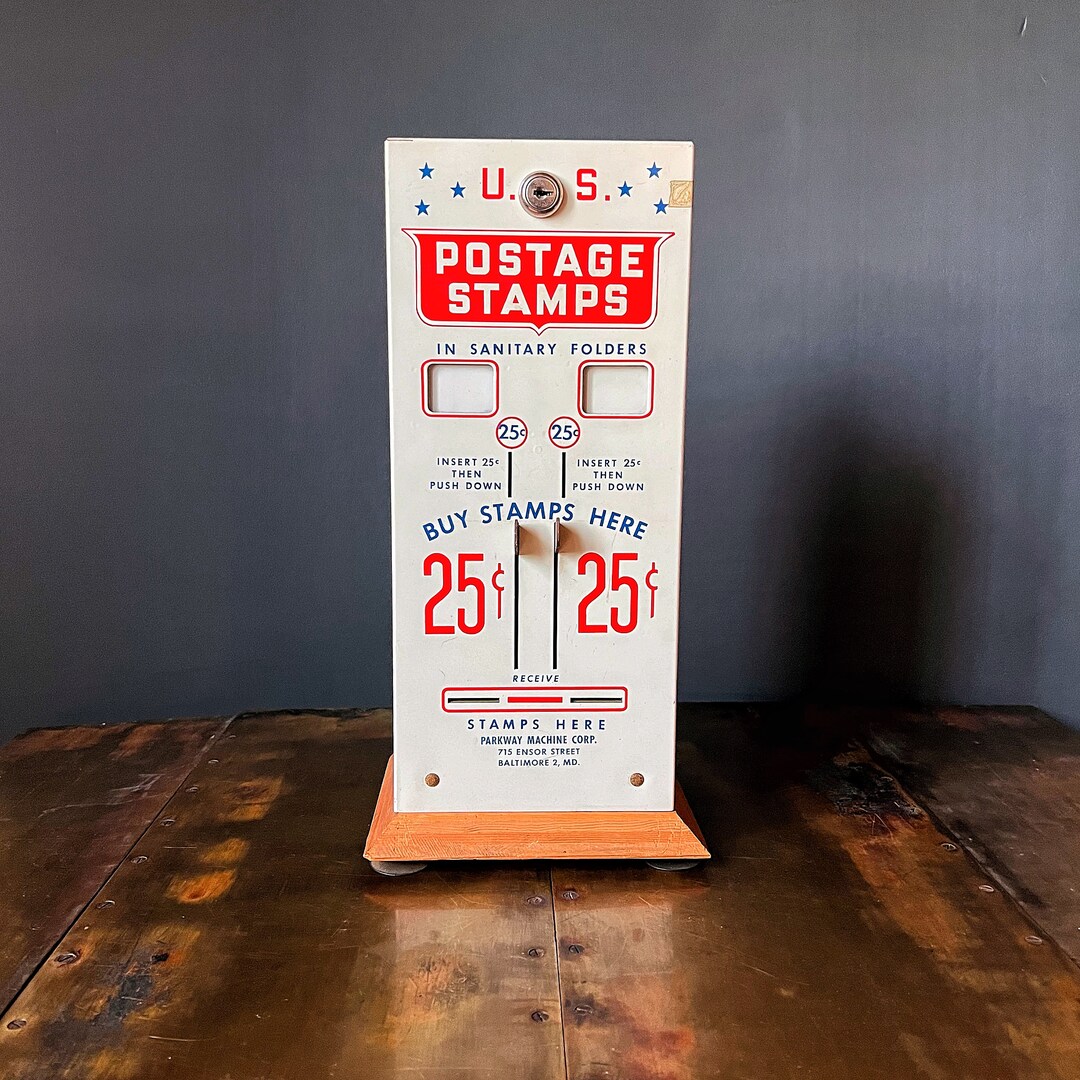 U. S.
POSTAGE
STAMPS
IN SANITARY FOLDERS
25¢ 25¢
INSERT 25¢
THEN
PUSH DOWN
INSERT 25¢
THEN
PUSH DOWN
BUY STAMPS HERE
25¢ 25¢
RECEIVE
STAMPS HERE
PARKWAY MACHINE CORP.
715 ENSOR STREET
BALTIMORE 2, MD.